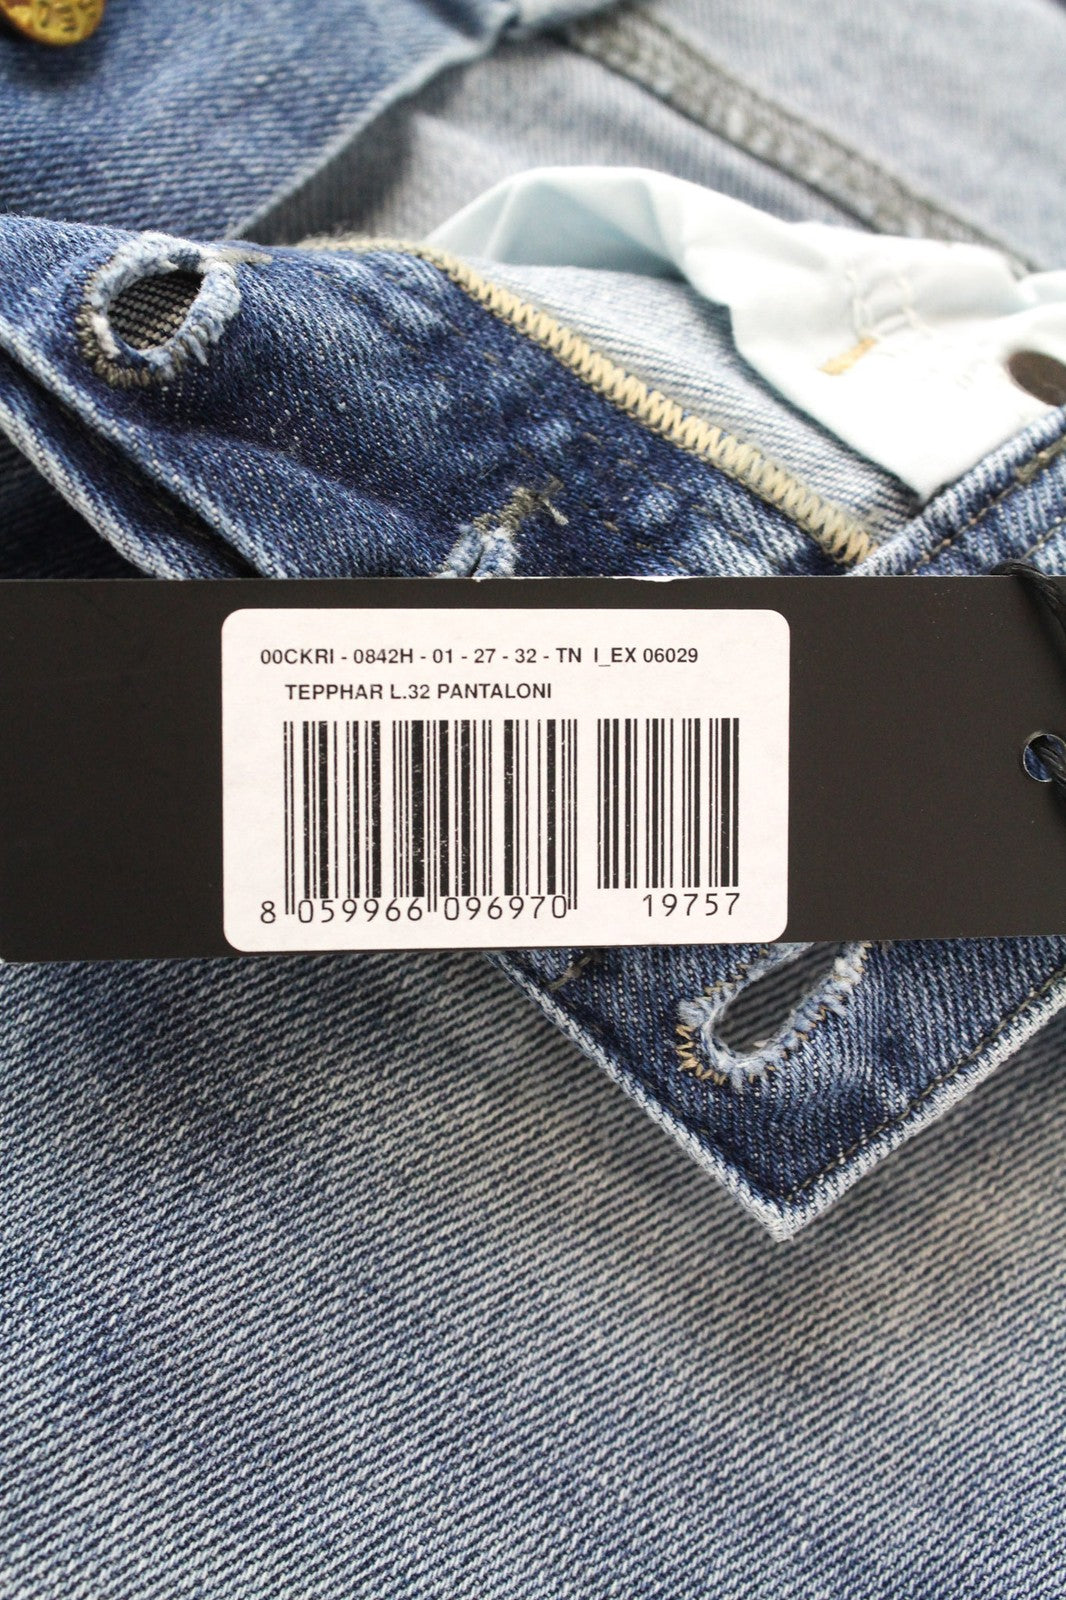 00CKRI - 0842H - 01 - 27 - 32 - TN I_EX 06029
TEPPHAR L.32 PANTALONI
8 059966 096970 19757